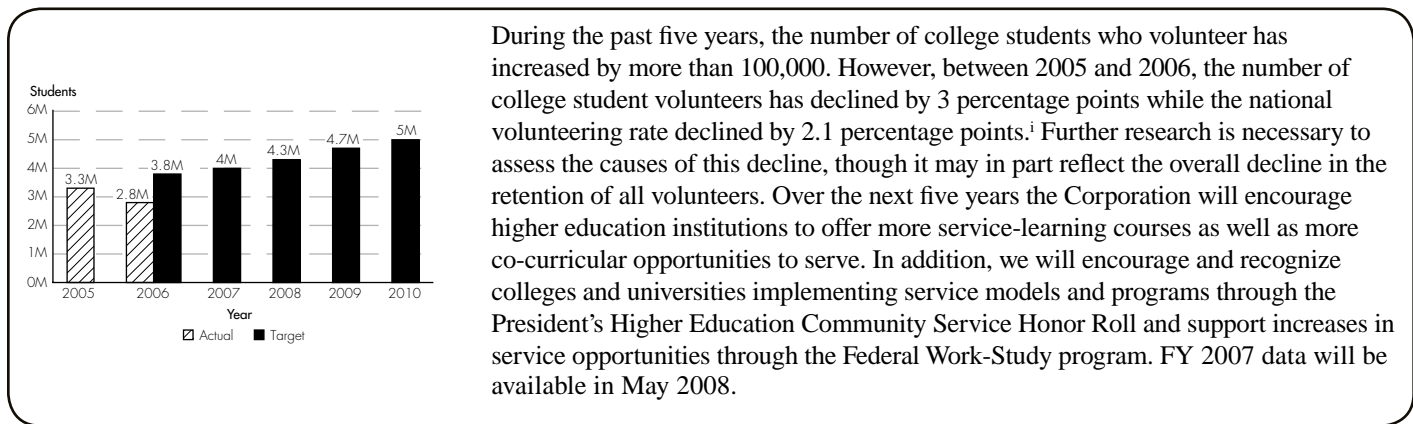 Students
6M
5M
4M
3M
2M
1M
0M
3.3M
2.8M
3.8M
4M
4.3M
4.7M
5M
2005 2006 2007 2008 2009 2010
Year
Actual Target
During the past five years, the number of college students who volunteer has
increased by more than 100,000. However, between 2005 and 2006, the number of
college student volunteers has declined by 3 percentage points while the national
volunteering rate declined by 2.1 percentage points.i Further research is necessary to
assess the causes of this decline, though it may in part reflect the overall decline in the
retention of all volunteers. Over the next five years the Corporation will encourage
higher education institutions to offer more service-learning courses as well as more
co-curricular opportunities to serve. In addition, we will encourage and recognize
colleges and universities implementing service models and programs through the
President’s Higher Education Community Service Honor Roll and support increases in
service opportunities through the Federal Work-Study program. FY 2007 data will be
available in May 2008.